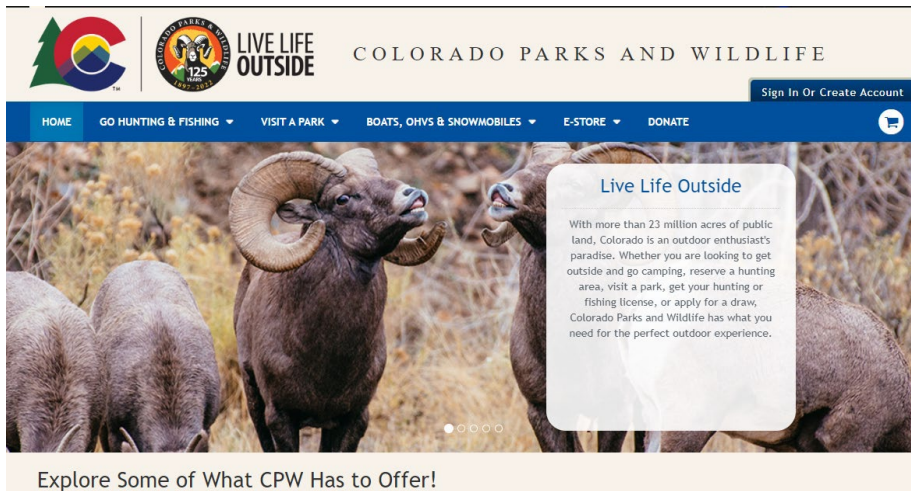 COLORADO PARKS & WILDLIFE
125
YEARS
1897-2022
LIVE LIFE
OUTSIDE
COLORADO PARKS AND WILDLIFE
TM
Sign In Or Create Account
HOME GO HUNTING & FISHING VISIT A PARK BOATS, OHVS & SNOWMOBILES E-STORE DONATE
Live Life Outside
With more than 23 million acres of public
land, Colorado is an outdoor enthusiast's
paradise. Whether you are looking to get
outside and go camping, reserve a hunting
area, visit a park, get your hunting or
fishing license, or apply for a draw,
Colorado Parks and Wildlife has what you
need for the perfect outdoor experience.
Explore Some of What CPW Has to Offer!